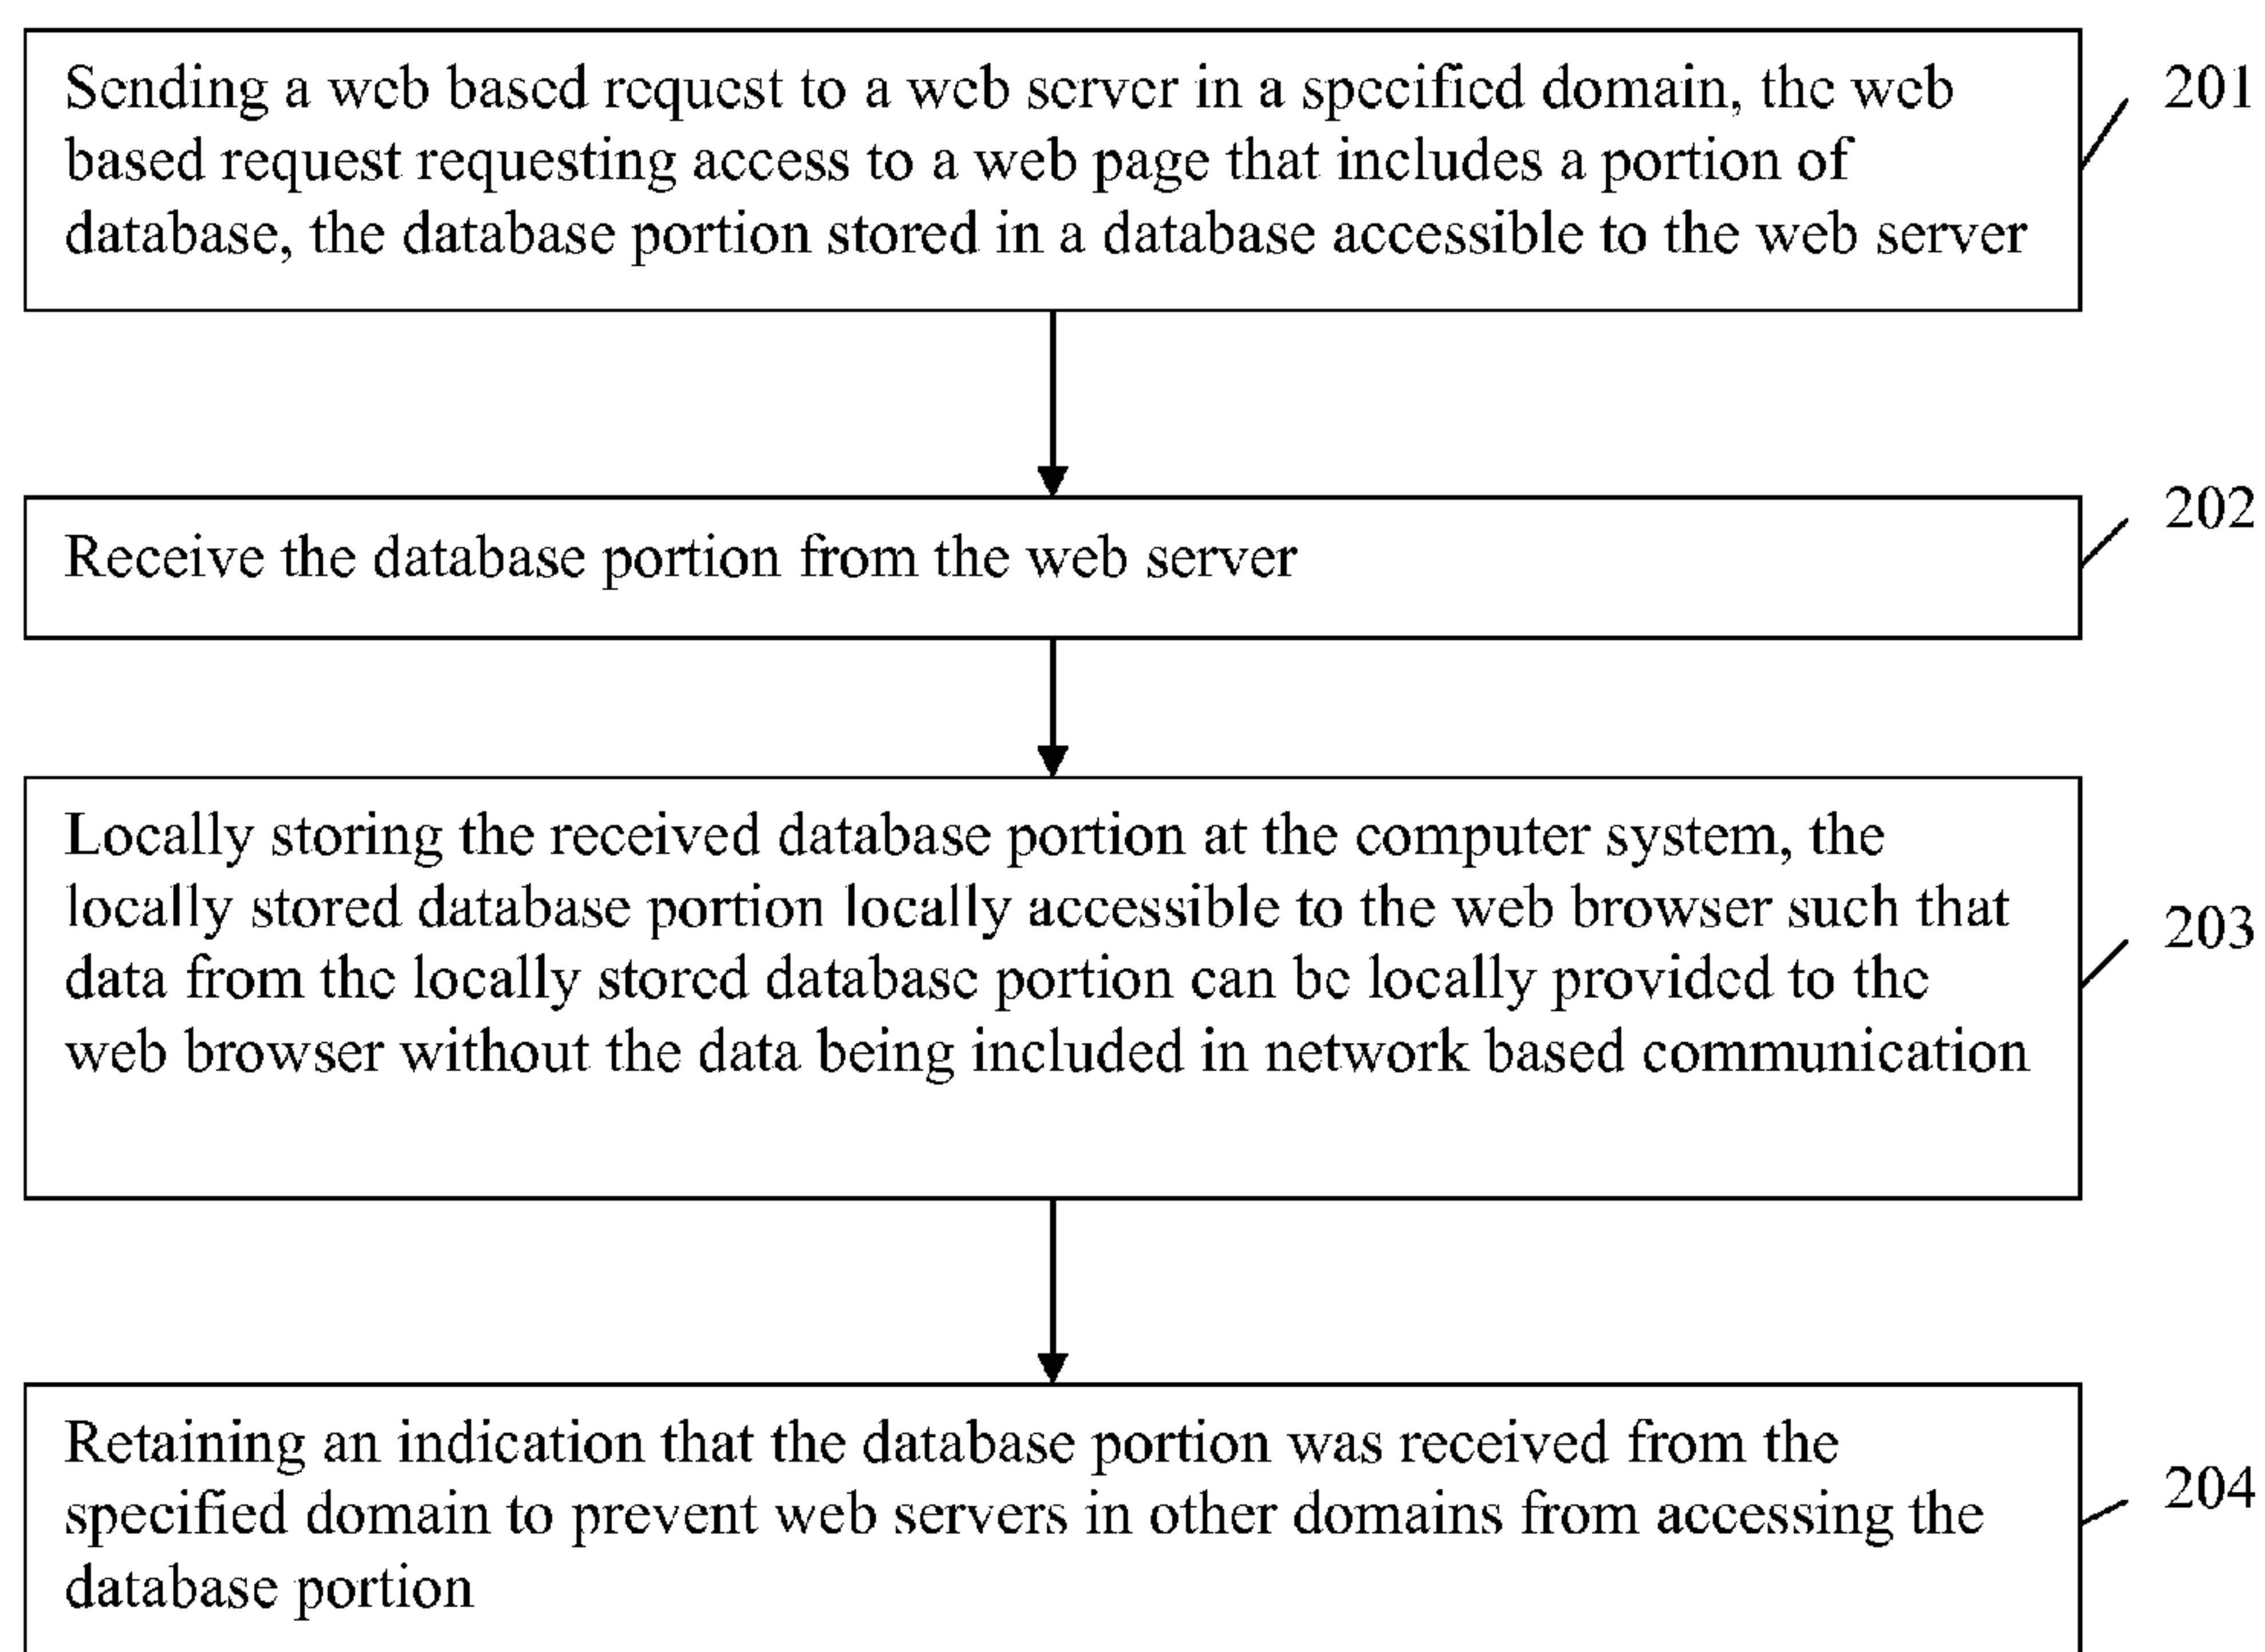 Sending a web based request to a web server in a specified domain, the web
based request requesting access to a web page that includes a portion of
database, the database portion stored in a database accessible to the web server
201
Receive the database portion from the web server
202
Locally storing the received database portion at the computer system, the
locally stored database portion locally accessible to the web browser such that
data from the locally stored database portion can be locally provided to the
web browser without the data being included in network based communication
203
Retaining an indication that the database portion was received from the
specified domain to prevent web servers in other domains from accessing the
database portion
204